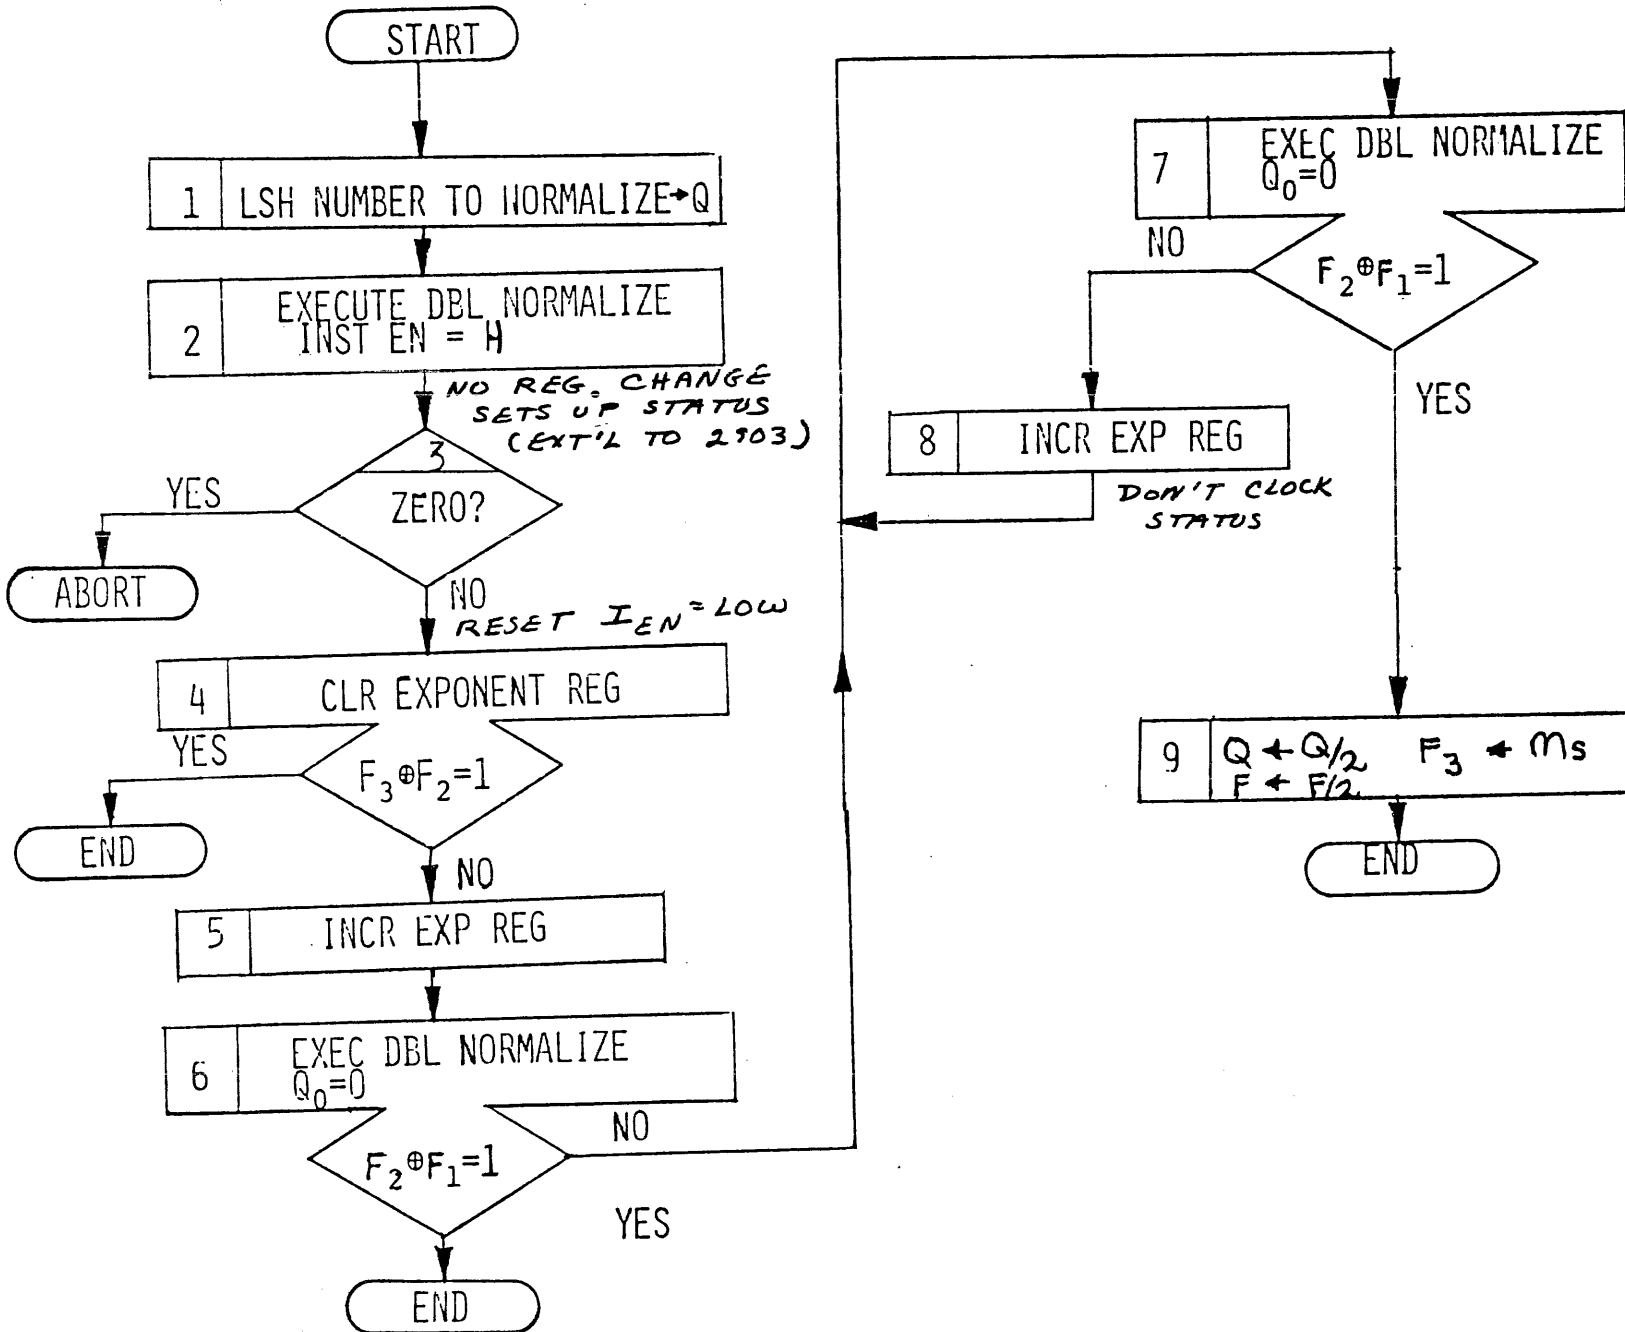 START
1 LSH NUMBER TO NORMALIZE→Q
2 EXECUTE DBL NORMALIZE
INST EN = H
NO REG. CHANGE
SETS UP STATUS
(EXT'L TO 2903)
3
ZERO?
YES
ABORT
NO
RESET I_EN = LOW
4 CLR EXPONENT REG
YES
F₃⊕F₂=1
END
NO
5 INCR EXP REG
6 EXEC DBL NORMALIZE
Q₀=0
NO
F₂⊕F₁=1
YES
END
7 EXEC DBL NORMALIZE
Q₀=0
NO
F₂⊕F₁=1
YES
8 INCR EXP REG
DON'T CLOCK
STATUS
9 Q ← Q/2 F₃ ← Ms
F ← F/2
END